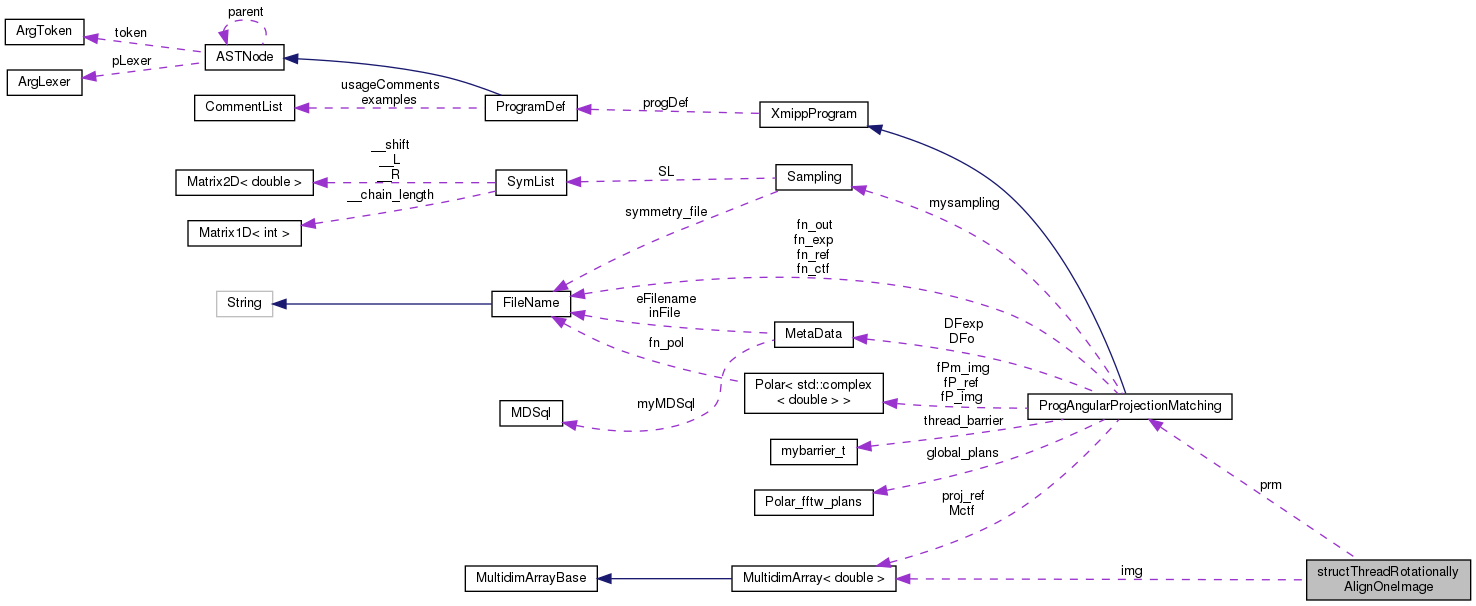 parent
ArgToken
token
ASTNode
pLexer
ArgLexer
usageComments
examples
CommentList
ProgramDef
progDef
XmippProgram
__shift
__L
__R
Matrix2D< double >
SymList
SL
Sampling
__chain_length
mysampling
Matrix1D< int >
symmetry_file
fn_out
fn_exp
fn_ref
fn_ctf
String
FileName
eFilename
inFile
MetaData
DFexp
DFo
fn_pol
fPm_img
fP_ref
fP_img
Polar< std::complex
< double > >
MDSql
myMDSql
ProgAngularProjectionMatching
thread_barrier
mybarrier_t
global_plans
Polar_fftw_plans
proj_ref
Mctf
prm
MultidimArrayBase
MultidimArray< double >
img
structThreadRotationally
AlignOneImage